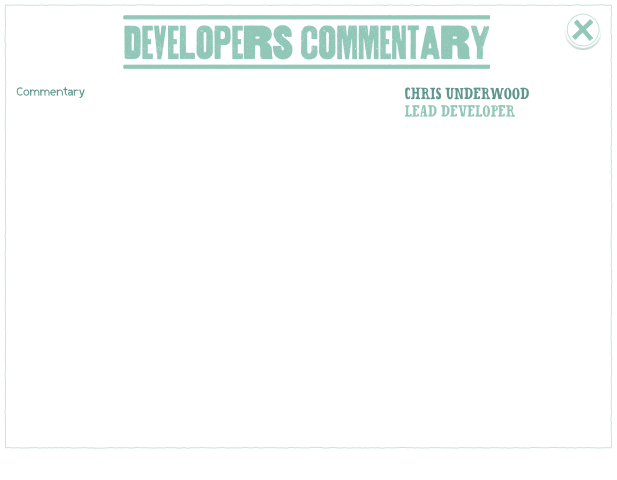 DEVELOPERS COMMENTARY
Commentary
CHRIS UNDERWOOD
LEAD DEVELOPER